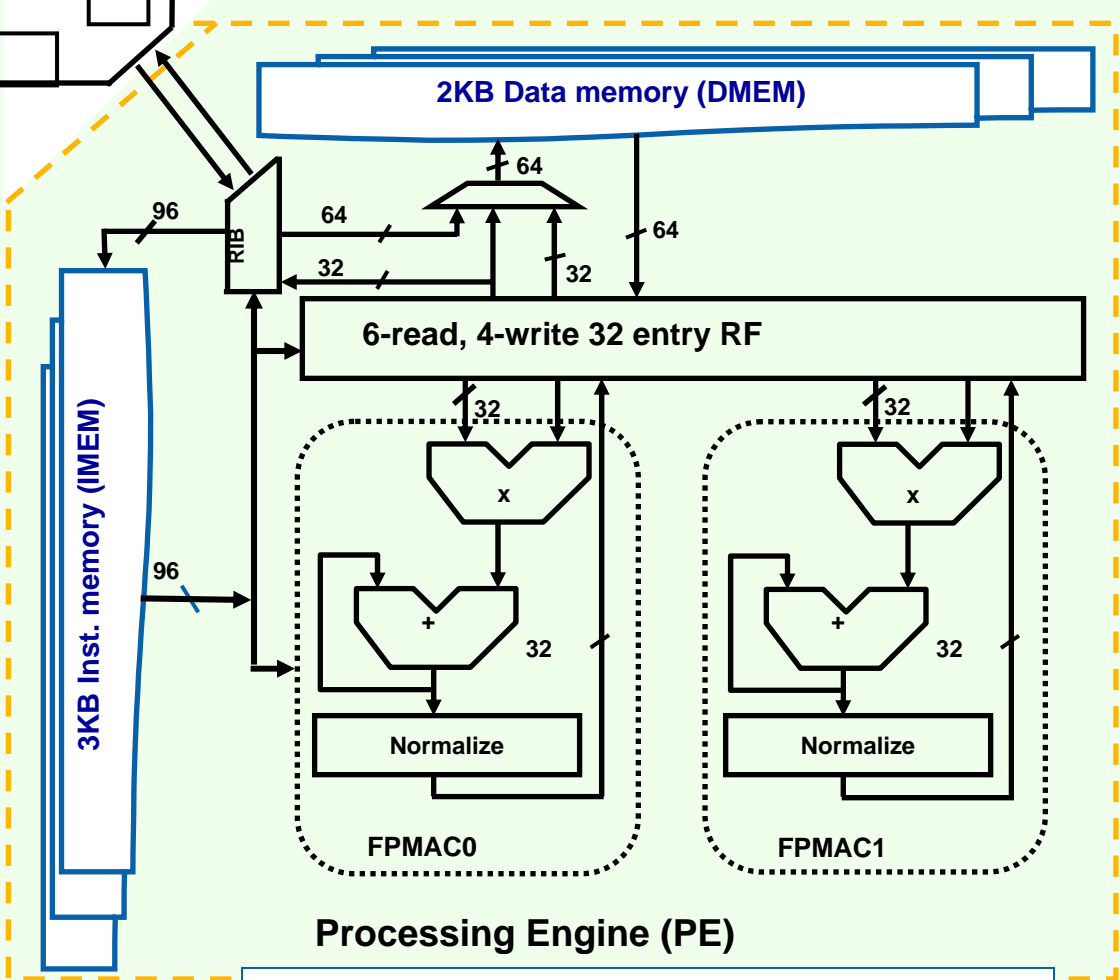 2KB Data memory (DMEM)
64
96
64
64
RIB
32
32
6-read, 4-write 32 entry RF
32
32
x
x
3KB Inst. memory (IMEM)
96
+
+
32
32
Normalize
Normalize
FPMAC0
FPMAC1
Processing Engine (PE)